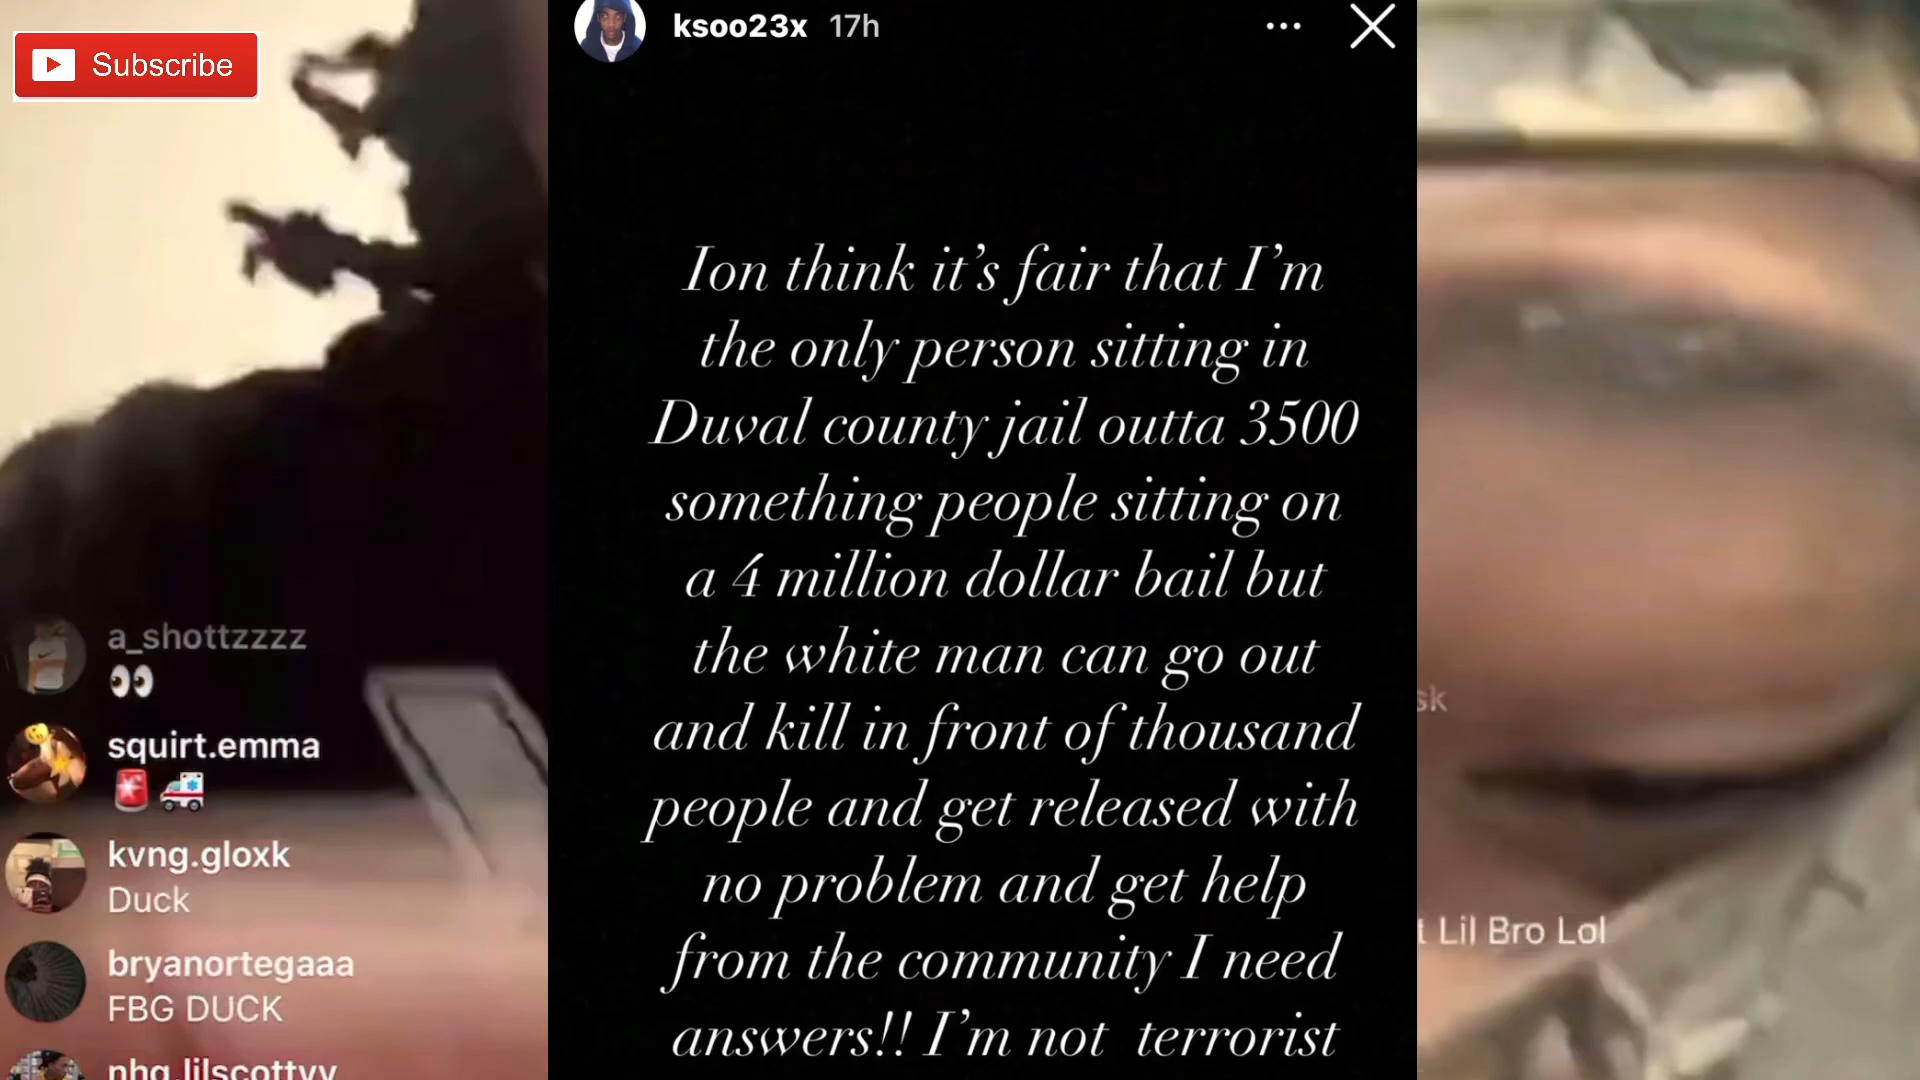 Subscribe
ksoo23x 17h
Ion think it's fair that I'm
the only person sitting in
Duval county jail outta 3500
something people sitting on
a 4 million dollar bail but
the white man can go out
and kill in front of thousand
people and get released with
no problem and get help
from the community I need
answers!! I'm not terrorist
a_shottzzzz
👀
squirt.emma
🚨🚑
kvng.gloxk
Duck
bryanortegaaa
FBG DUCK
nhg.lilscottyy
sk
t Lil Bro Lol